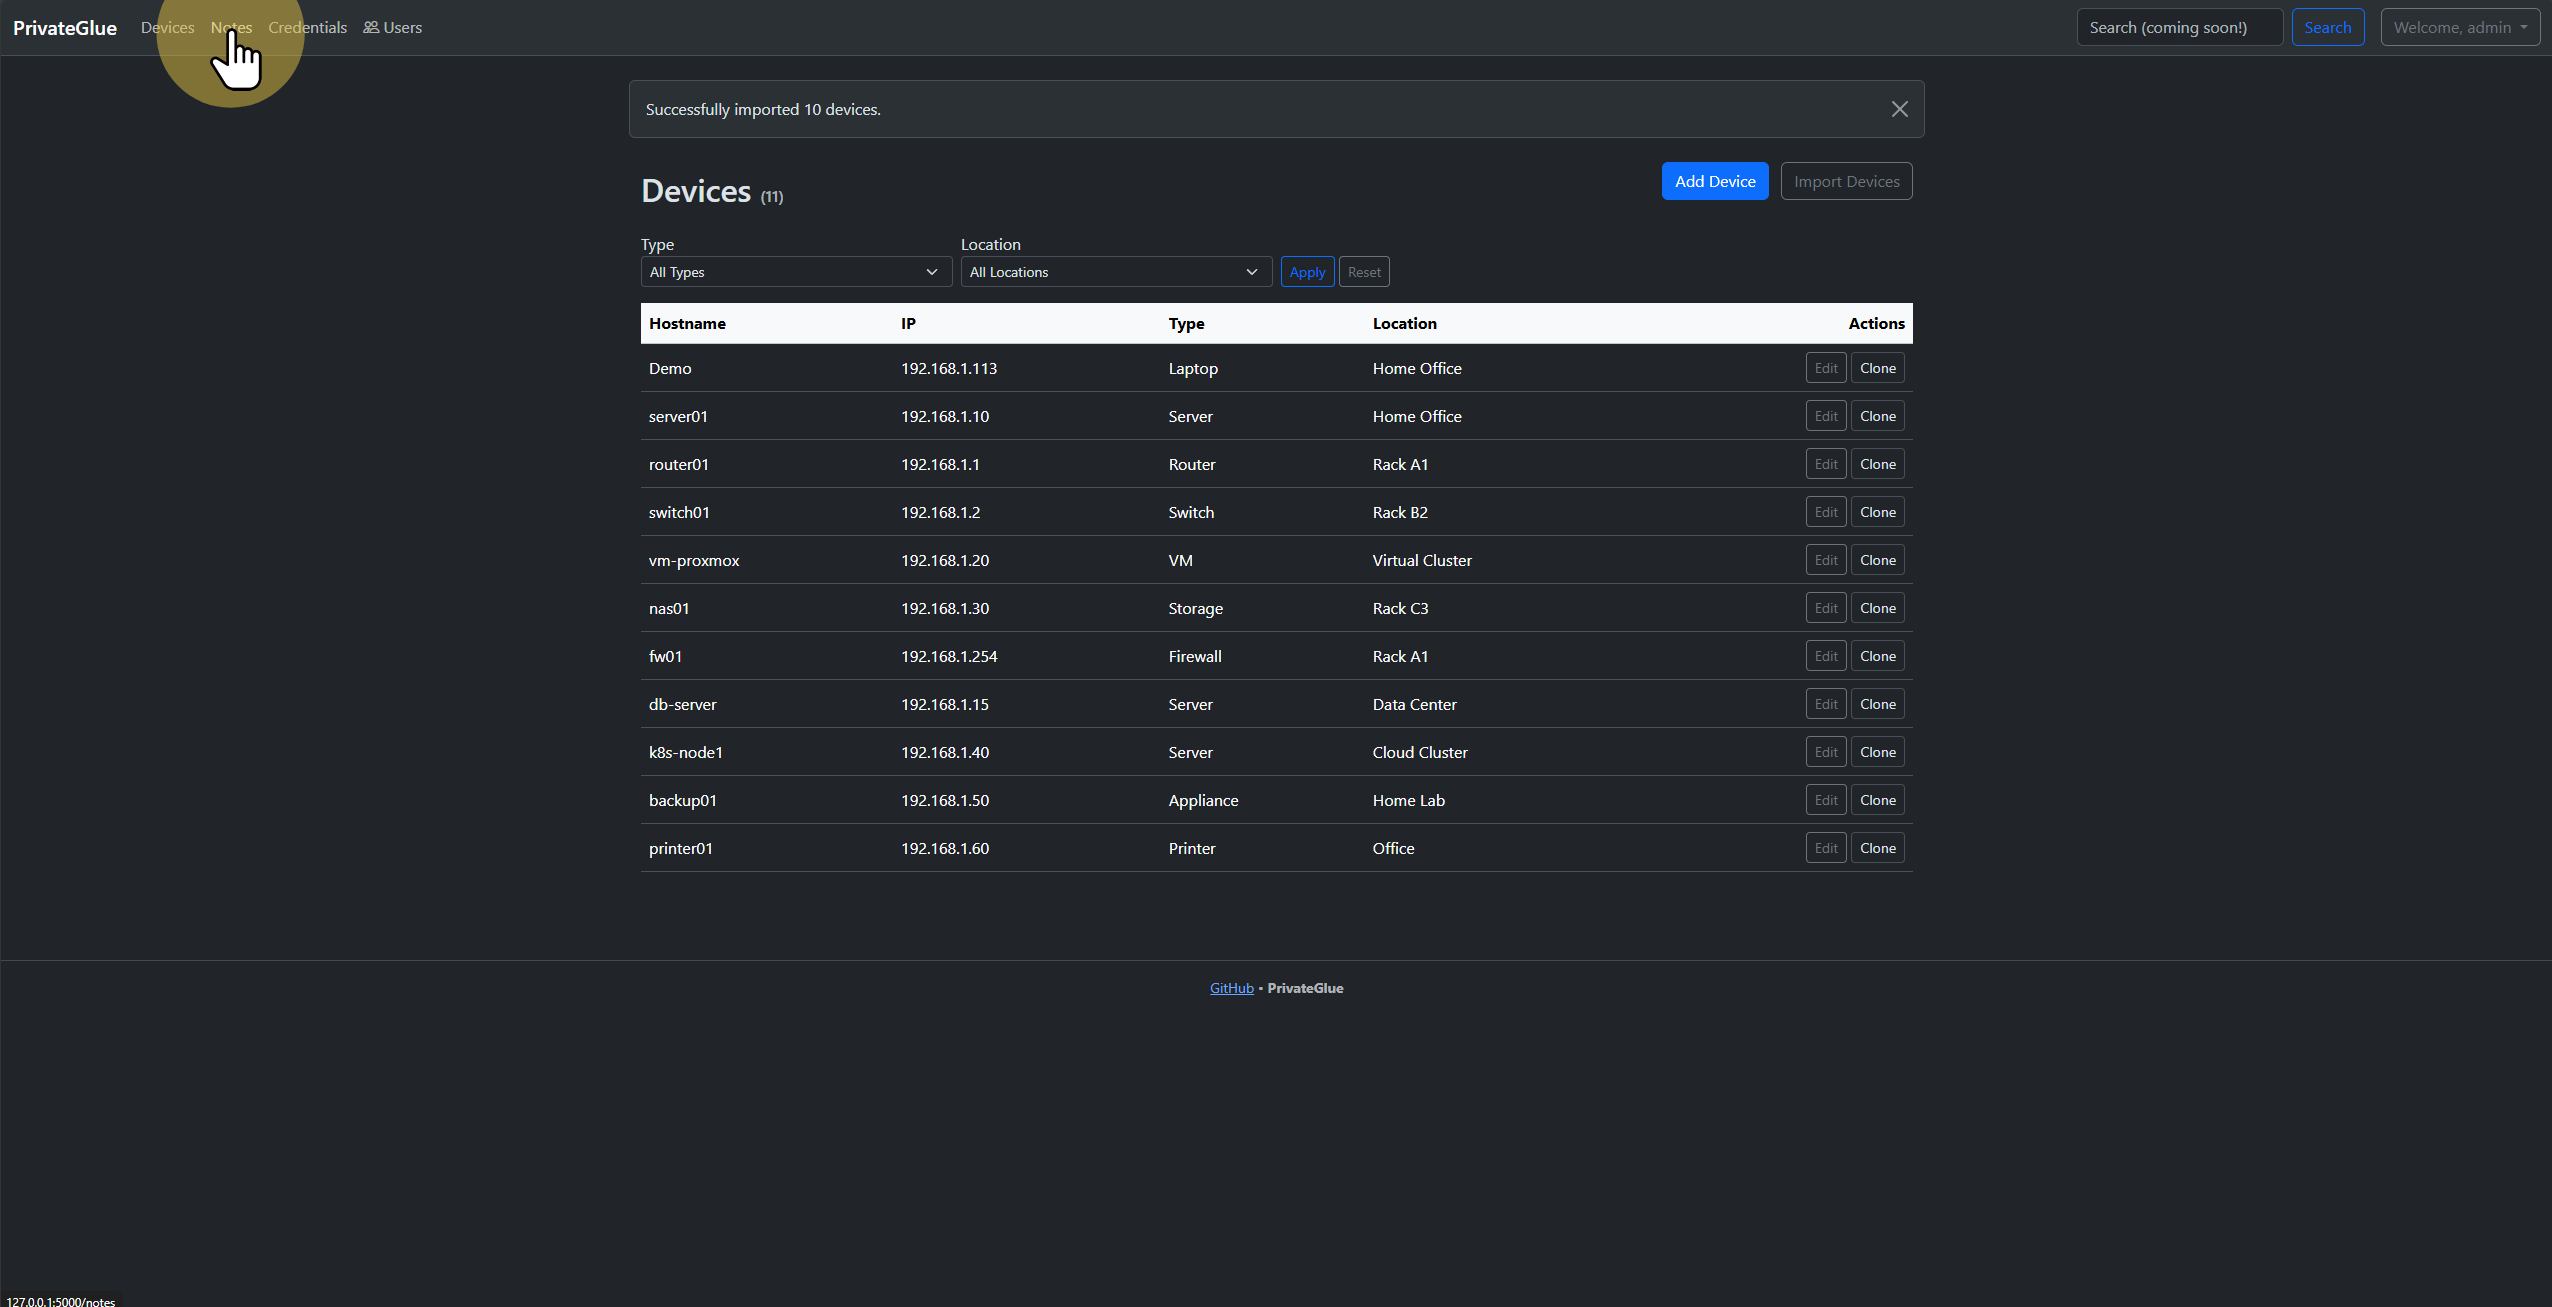 PrivateGlue Devices Notes Credentials Users Search (coming soon!) Search Welcome, admin
Successfully imported 10 devices.
Devices (11) Add Device Import Devices
Type Location
All Types All Locations Apply Reset
Hostname IP Type Location Actions
Demo 192.168.1.113 Laptop Home Office Edit Clone
server01 192.168.1.10 Server Home Office Edit Clone
router01 192.168.1.1 Router Rack A1 Edit Clone
switch01 192.168.1.2 Switch Rack B2 Edit Clone
vm-proxmox 192.168.1.20 VM Virtual Cluster Edit Clone
nas01 192.168.1.30 Storage Rack C3 Edit Clone
fw01 192.168.1.254 Firewall Rack A1 Edit Clone
db-server 192.168.1.15 Server Data Center Edit Clone
k8s-node1 192.168.1.40 Server Cloud Cluster Edit Clone
backup01 192.168.1.50 Appliance Home Lab Edit Clone
printer01 192.168.1.60 Printer Office Edit Clone
GitHub • PrivateGlue
127.0.0.1:5000/notes